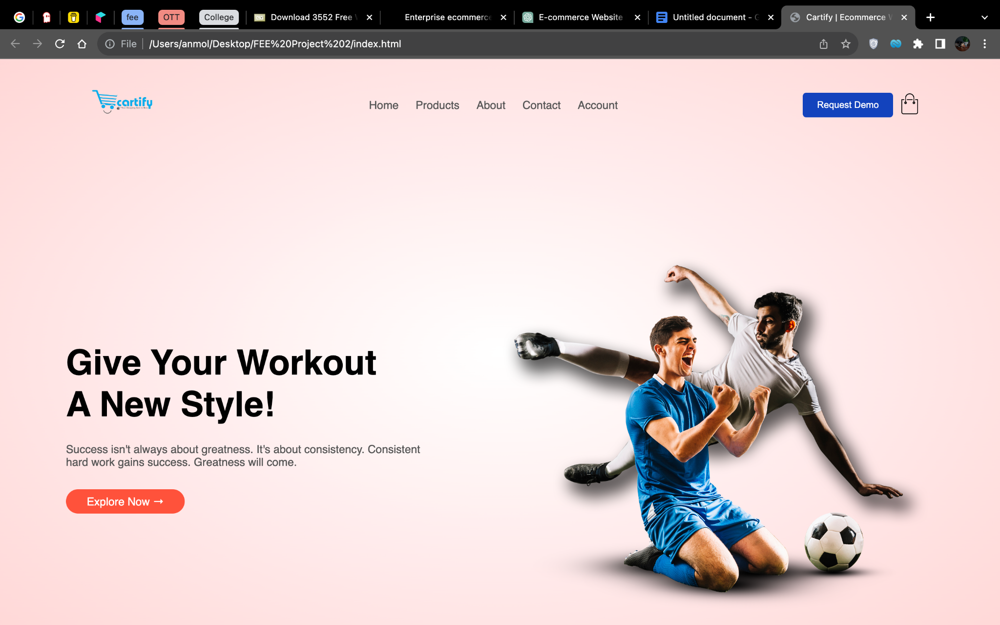 fee
OTT
College
Download 3552 Free
Enterprise ecommerce
E-commerce Website
Untitled document - G
Cartify | Ecommerce W
File
/Users/anmol/Desktop/FEE%20Project%202/index.html
cartify
Home
Products
About
Contact
Account
Request Demo
Give Your Workout
A New Style!
Success isn't always about greatness. It's about consistency. Consistent
hard work gains success. Greatness will come.
Explore Now →